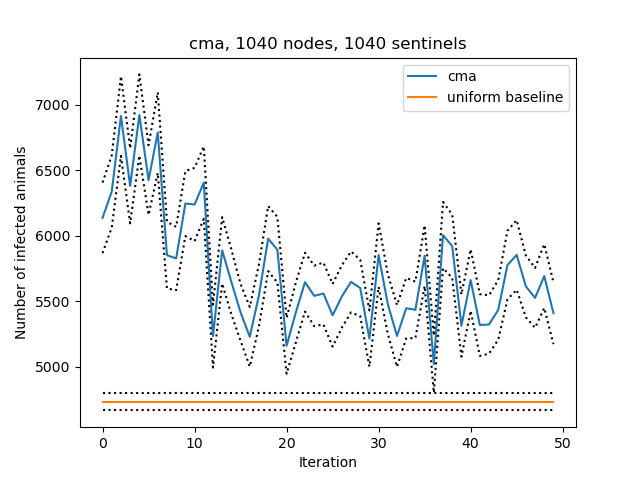 cma, 1040 nodes, 1040 sentinels
cma
uniform baseline
Number of infected animals
7000
6500
6000
5500
5000
0 10 20 30 40 50
Iteration